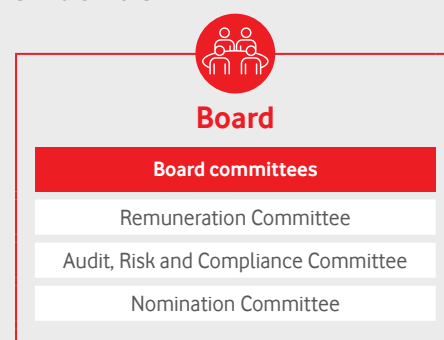 Board
Board committees
Remuneration Committee
Audit, Risk and Compliance Committee
Nomination Committee